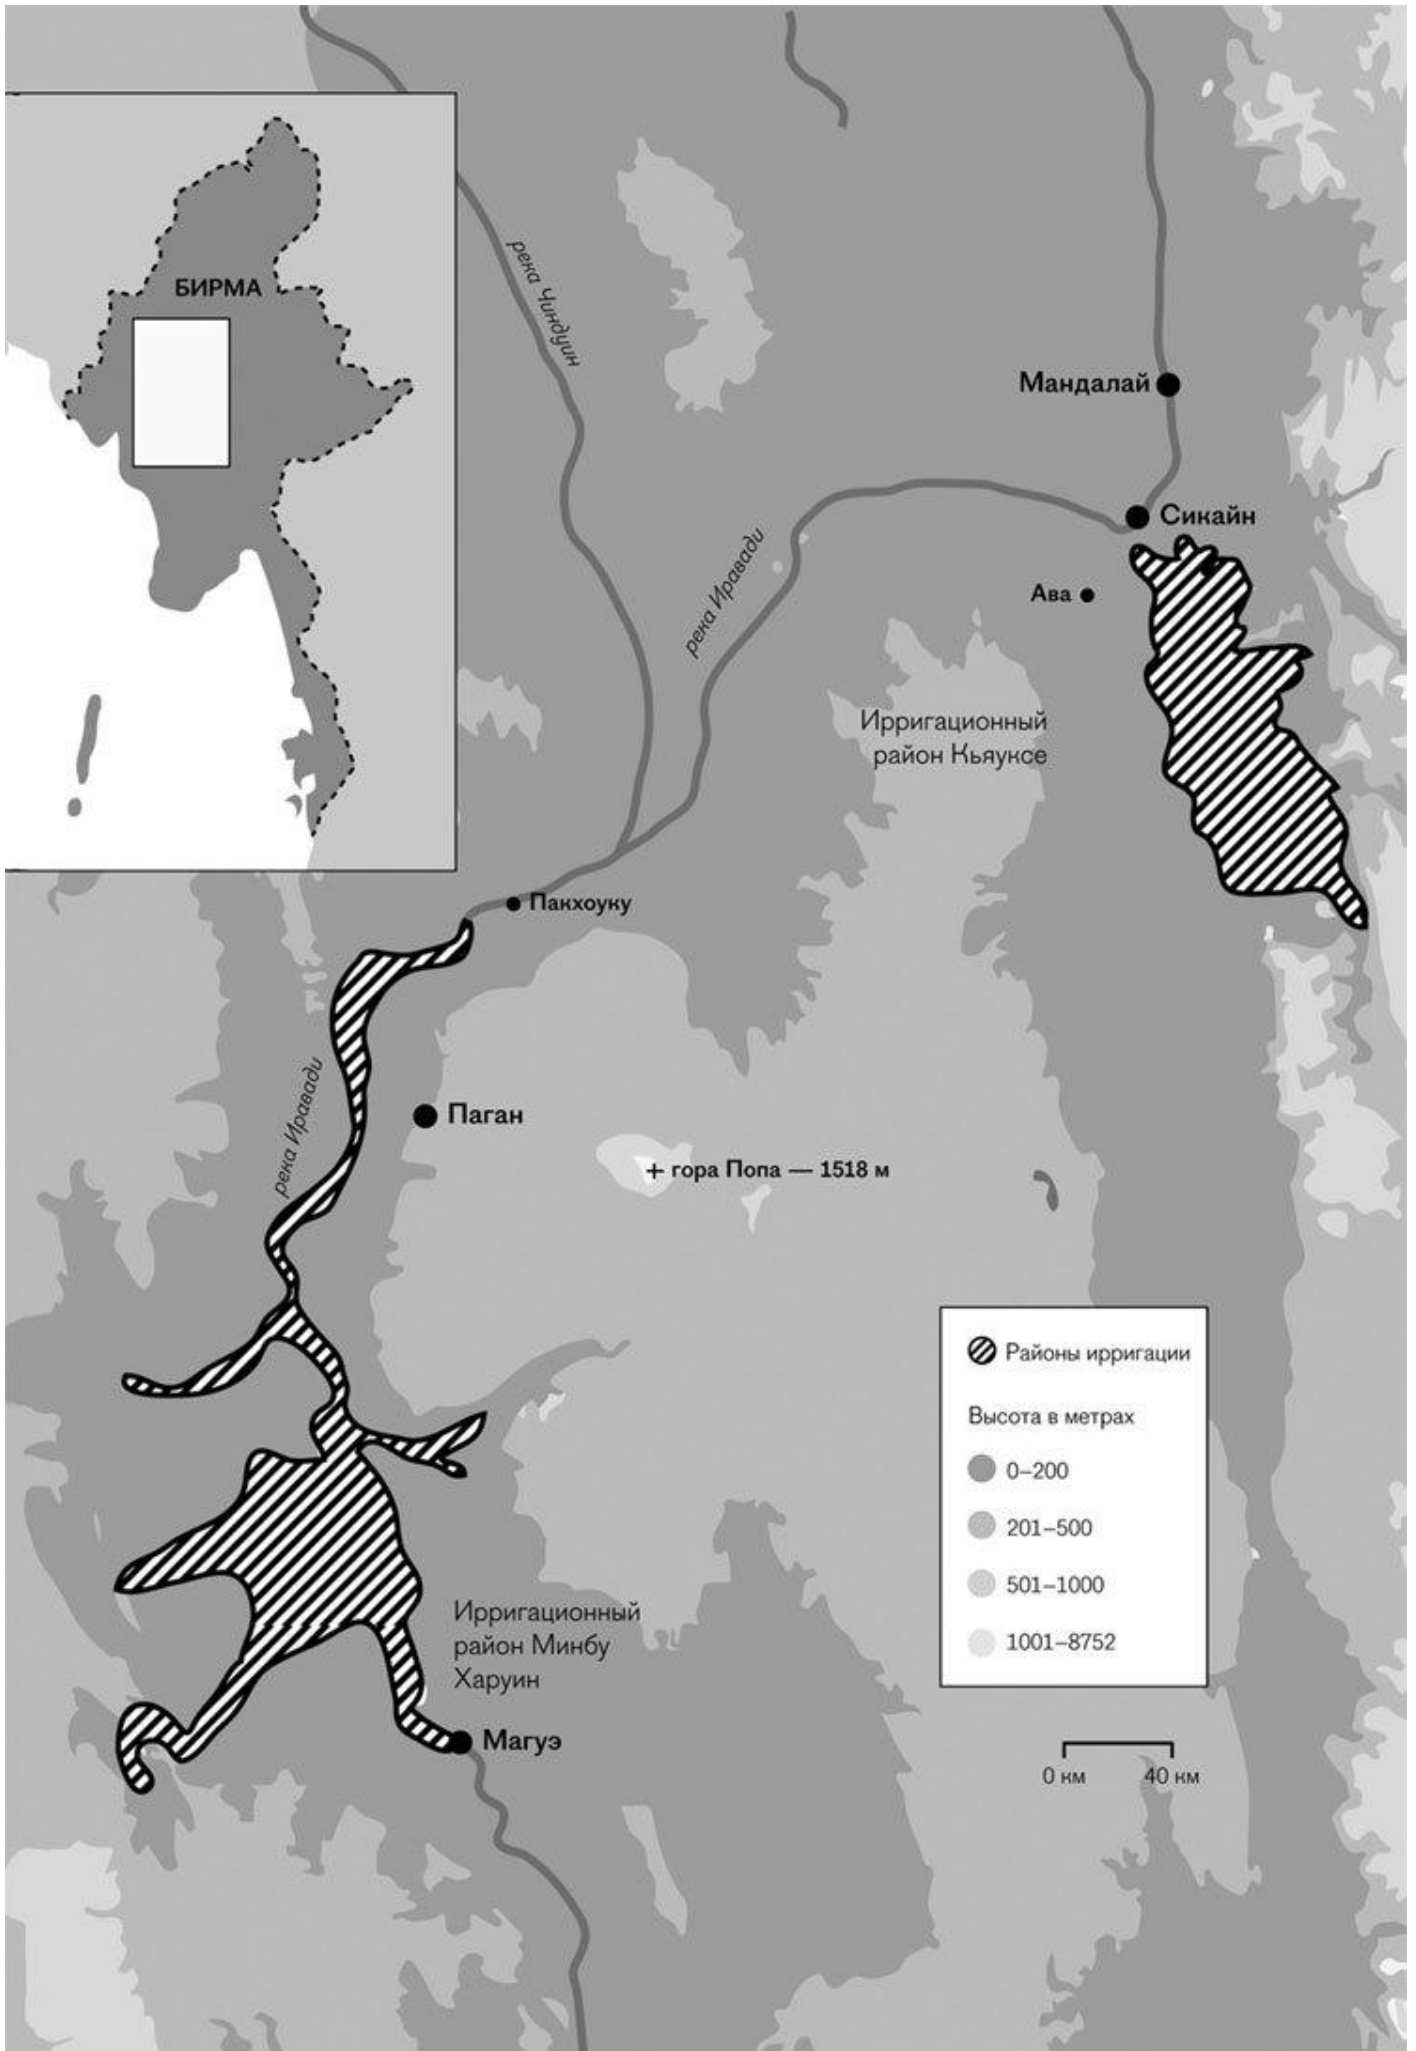 БИРМА
река Чиндуин
Мандалай
Сикайн
река Иравади
Ава
Ирригационный
район Кьяуксе
Пакхоуку
река Иравади
Паган
гора Попа — 1518 м
Районы ирригации
Высота в метрах
0–200
201–500
501–1000
1001–8752
Ирригационный
район Минбу
Харуин
Магуэ
0 км 40 км